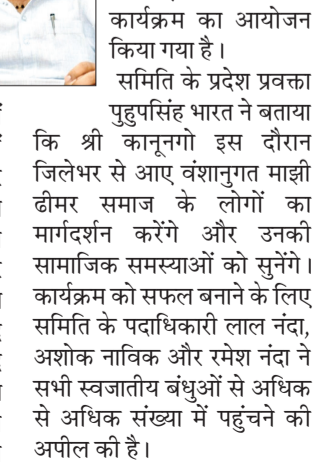 कार्यक्रम का आयोजन
किया गया है।
समिति के प्रदेश प्रवक्ता
पुहुपसिंह भारत ने बताया
कि श्री कानूनगो इस दौरान
जिलेभर से आए वंशानुगत माझी
ढीमर समाज के लोगों का
मार्गदर्शन करेंगे और उनकी
सामाजिक समस्याओं को सुनेंगे।
कार्यक्रम को सफल बनाने के लिए
समिति के पदाधिकारी लाल नंदा,
अशोक नाविक और रमेश नंदा ने
सभी स्वजातीय बंधुओं से अधिक
से अधिक संख्या में पहुंचने की
अपील की है।